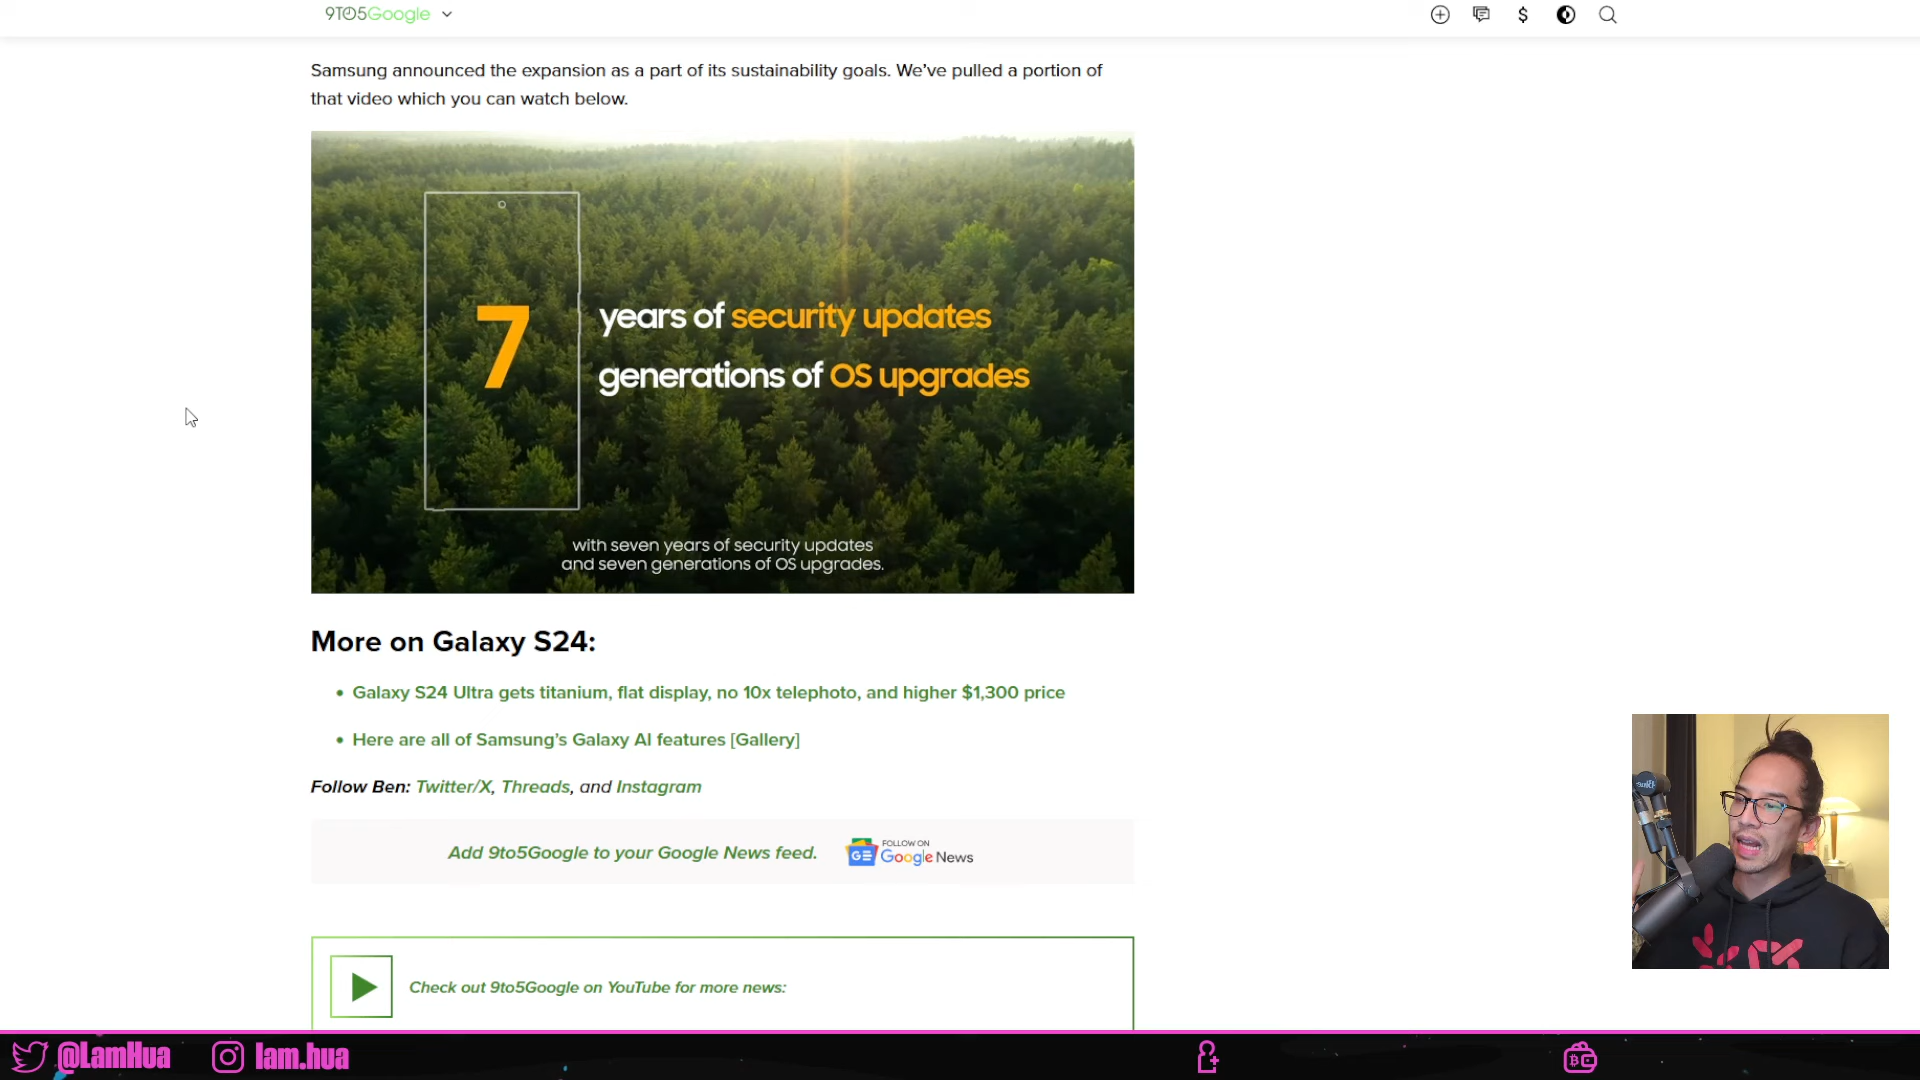 9TO5Google
Samsung announced the expansion as a part of its sustainability goals. We've pulled a portion of
that video which you can watch below.
7
years of security updates
generations of OS upgrades
with seven years of security updates
and seven generations of OS upgrades.
More on Galaxy S24:
• Galaxy S24 Ultra gets titanium, flat display, no 10x telephoto, and higher $1,300 price
• Here are all of Samsung's Galaxy AI features [Gallery]
Follow Ben: Twitter/X, Threads, and Instagram
Add 9to5Google to your Google News feed.
GE
FOLLOW ON
Google News
Check out 9to5Google on YouTube for more news:
@LamHua
lam.hua